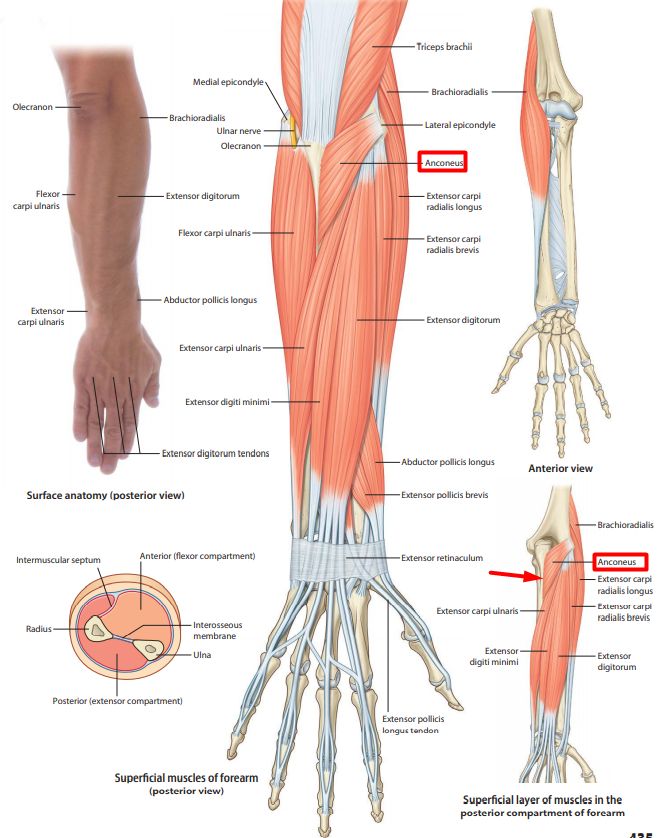 Triceps brachii
Medial epicondyle
Brachioradialis
Olecranon
Brachioradialis
Lateral epicondyle
Ulnar nerve
Olecranon
Anconeus
Flexor
carpi ulnaris
Extensor digitorum
Extensor carpi
radialis longus
Flexor carpi ulnaris
Extensor carpi
radialis brevis
Abductor pollicis longus
Extensor
carpi ulnaris
Extensor digitorum
Extensor carpi ulnaris
Extensor digiti minimi
Extensor digitorum tendons
Abductor pollicis longus
Anterior view
Surface anatomy (posterior view)
Extensor pollicis brevis
Brachioradialis
Intermuscular septum
Anterior (flexor compartment)
Extensor retinaculum
Anconeus
Extensor carpi
radialis longus
Extensor carpi ulnaris
Extensor carpi
radialis brevis
Radius
Interosseous
membrane
Ulna
Extensor
digiti minimi
Extensor
digitorum
Posterior (extensor compartment)
Extensor pollicis
longus tendon
Superficial muscles of forearm
(posterior view)
Superficial layer of muscles in the
posterior compartment of forearm
435